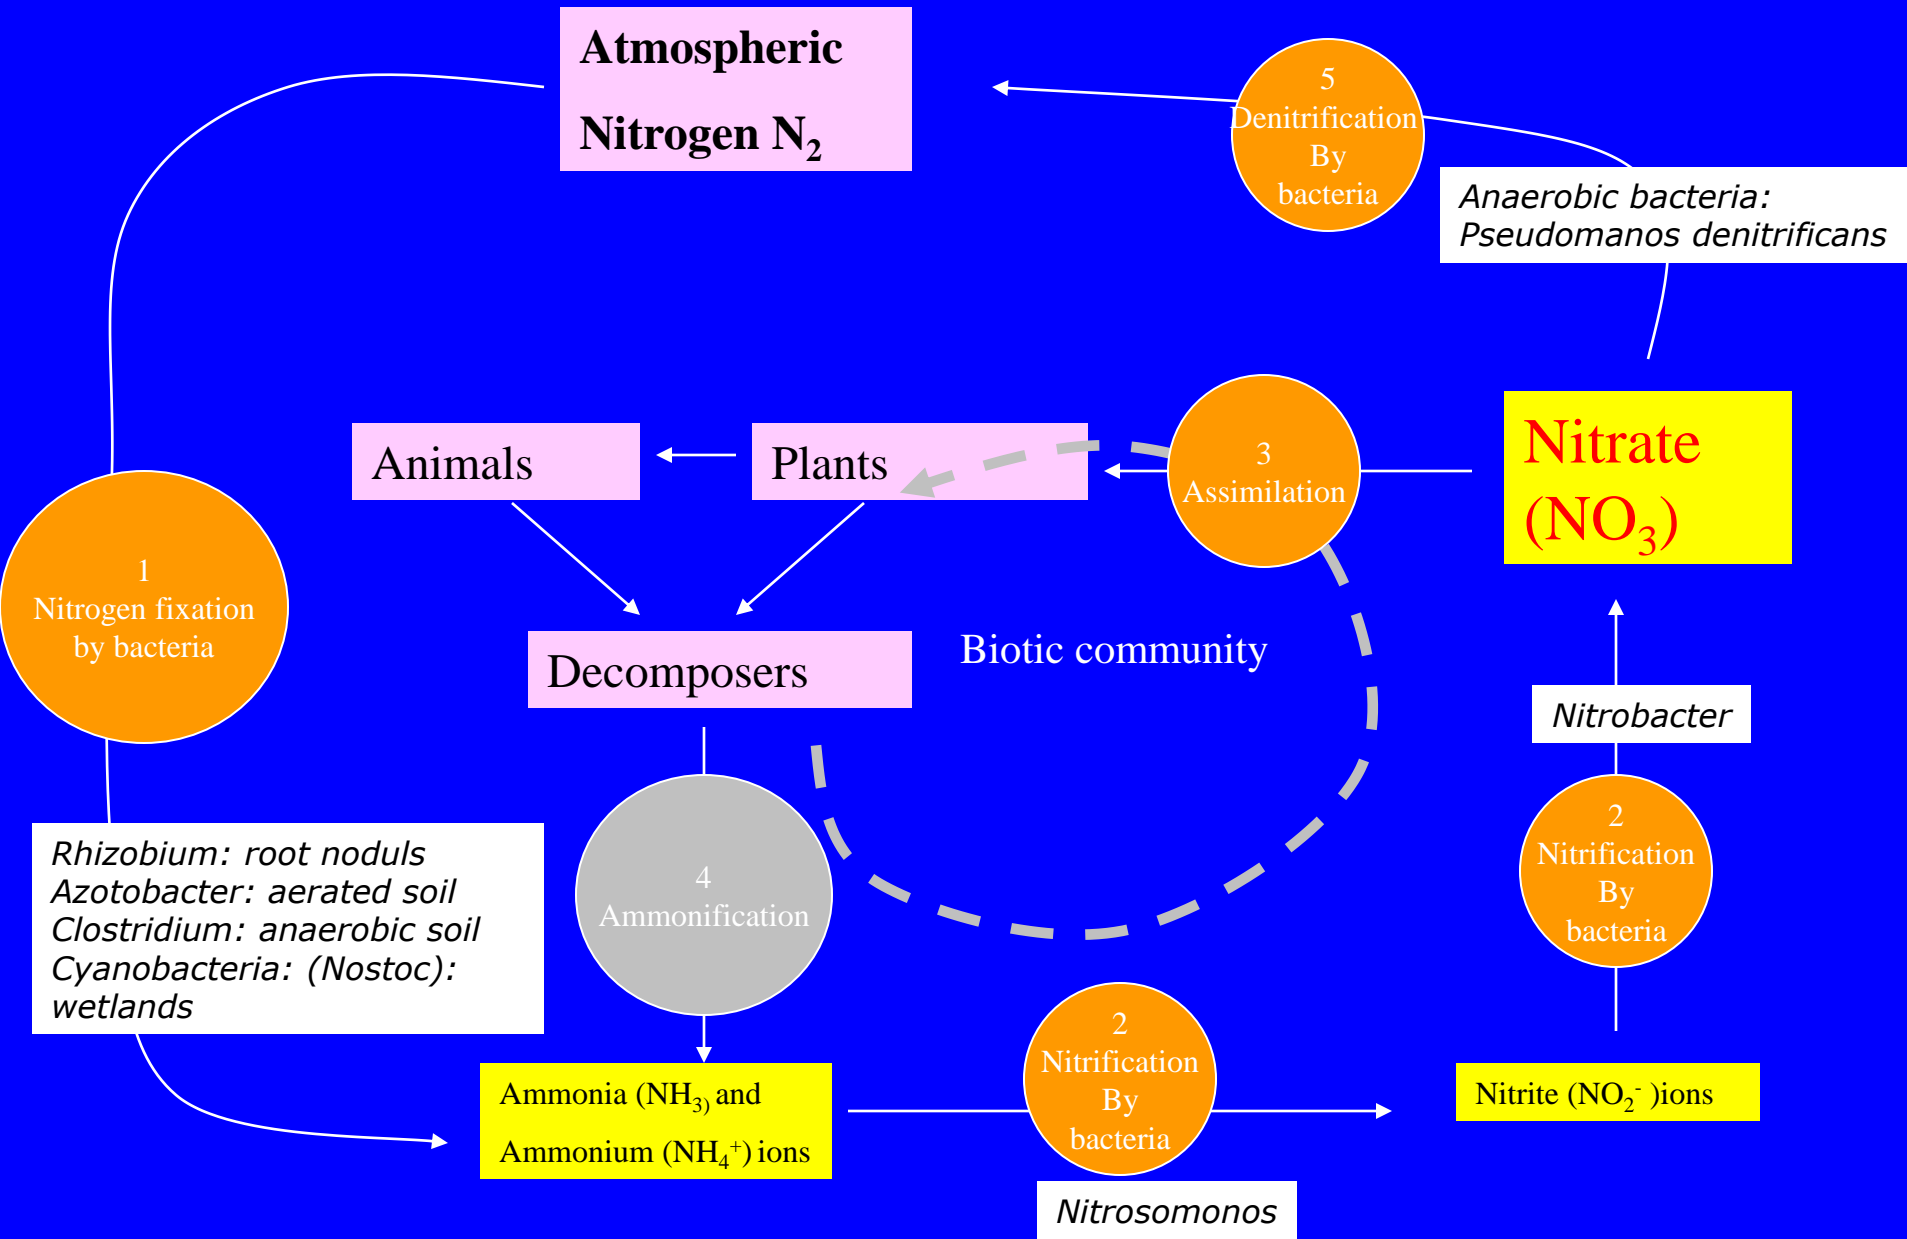 Atmospheric
Nitrogen N₂
5
Denitrification
By
bacteria
Anaerobic bacteria:
Pseudomanos denitrificans
Animals
Plants
3
Assimilation
Nitrate
(NO₃)
1
Nitrogen fixation
by bacteria
Decomposers
Biotic community
Nitrobacter
2
Nitrification
By
bacteria
4
Ammonification
Rhizobium: root noduls
Azotobacter: aerated soil
Clostridium: anaerobic soil
Cyanobacteria: (Nostoc):
wetlands
Ammonia (NH₃₎ and
Ammonium (NH₄⁺) ions
2
Nitrification
By
bacteria
Nitrosomonos
Nitrite (NO₂⁻ )ions